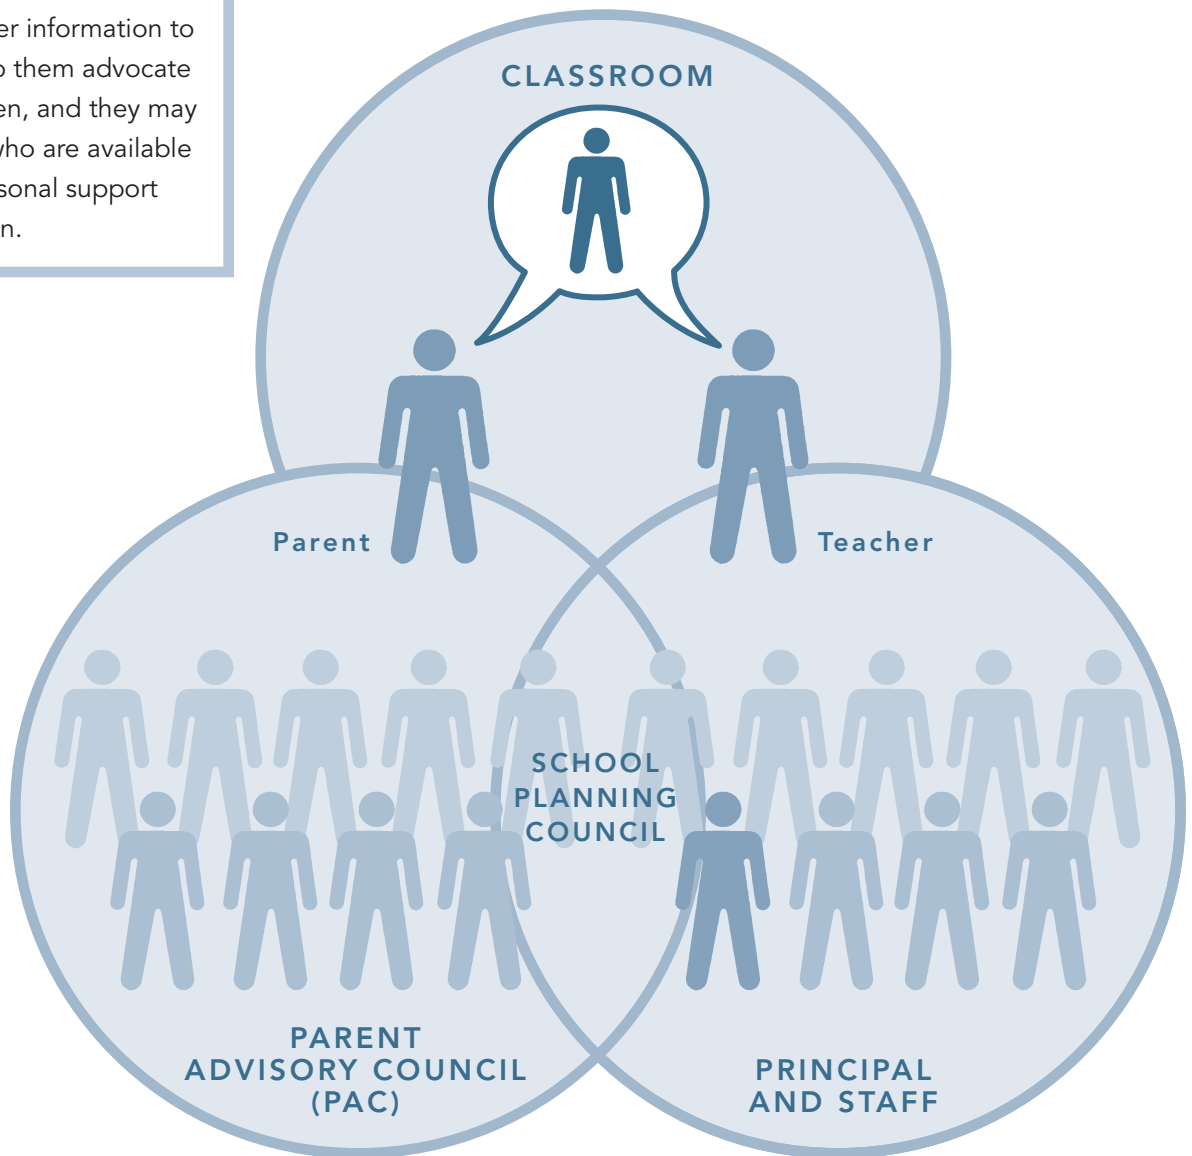 er information to
them advocate
en, and they may
who are available
sonal support
n.
CLASSROOM
Parent
Teacher
SCHOOL
PLANNING
COUNCIL
PARENT
ADVISORY COUNCIL
(PAC)
PRINCIPAL
AND STAFF